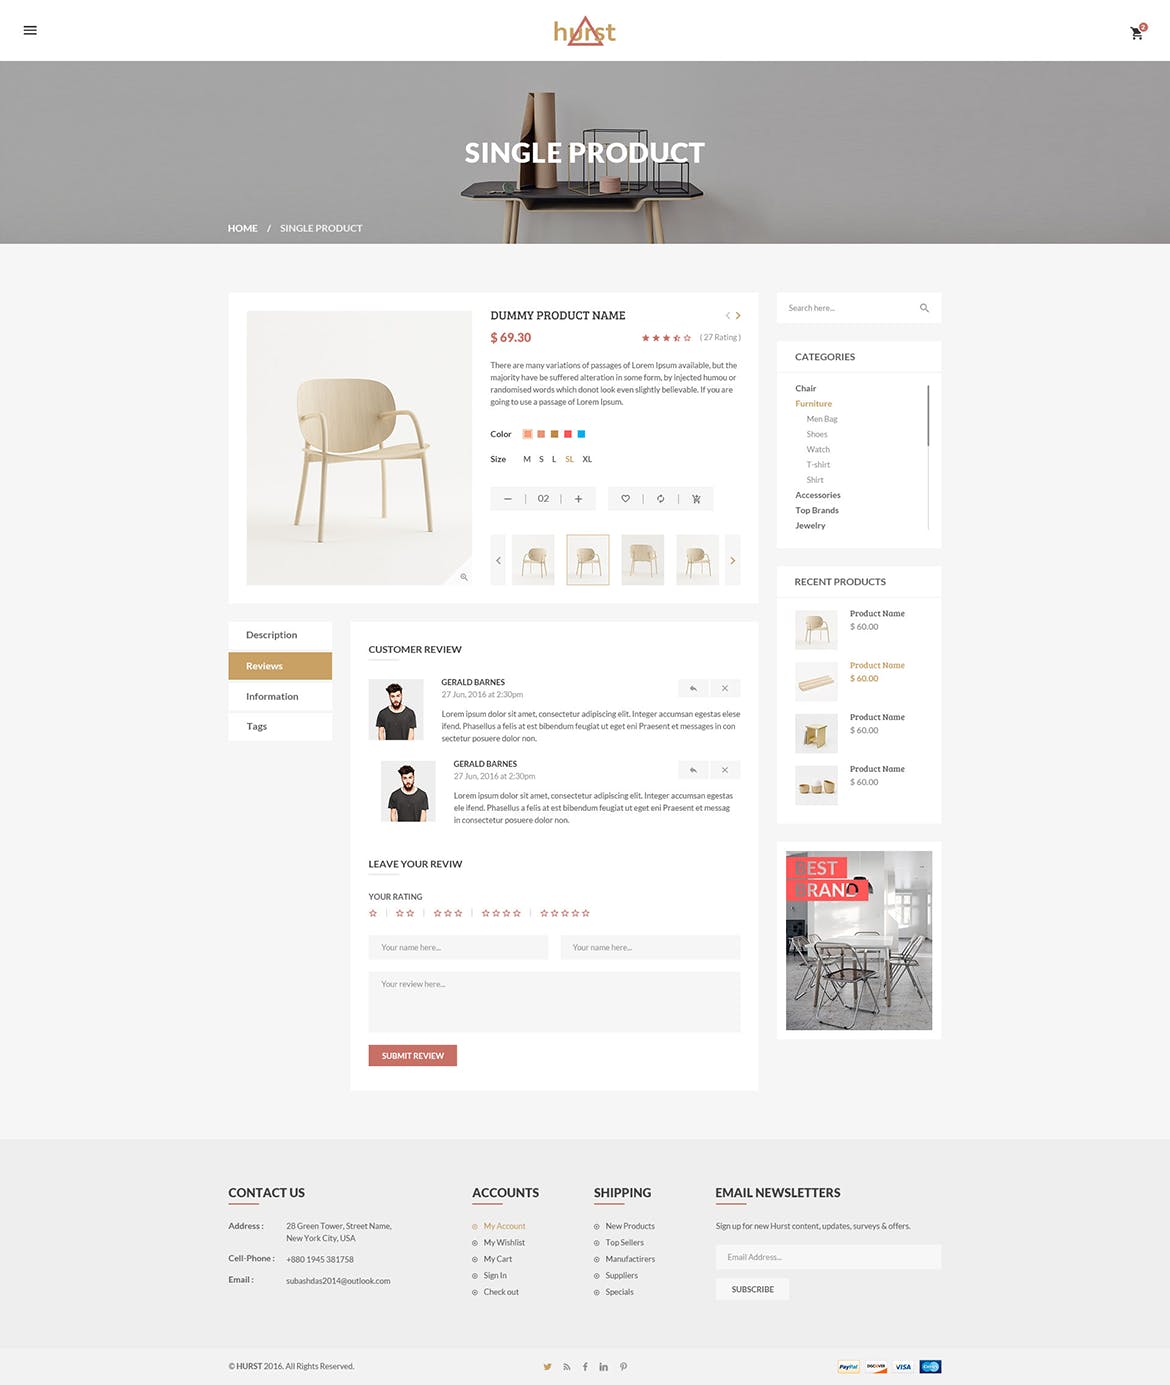 hurst
2
SINGLE PRODUCT
HOME / SINGLE PRODUCT
DUMMY PRODUCT NAME
$ 69.30
( 27 Rating )
There are many variations of passages of Lorem Ipsum available, but the
majority have be suffered alteration in some form, by injected humou or
randomised words which donot look even slightly believable. If you are
going to use a passage of Lorem Ipsum.
Color
Size M S L SL XL
02
Search here...
CATEGORIES
Chair
Furniture
Men Bag
Shoes
Watch
T-shirt
Shirt
Accessories
Top Brands
Jewelry
RECENT PRODUCTS
Product Name
$ 60.00
Product Name
$ 60.00
Product Name
$ 60.00
Product Name
$ 60.00
BEST
BRAND
Description
Reviews
Information
Tags
CUSTOMER REVIEW
GERALD BARNES
27 Jun, 2016 at 2:30pm
Lorem ipsum dolor sit amet, consectetur adipiscing elit. Integer accumsan egestas elese
ifend. Phasellus a felis at est bibendum feugiat ut eget eni Praesent et messages in con
sectetur posuere dolor non.
GERALD BARNES
27 Jun, 2016 at 2:30pm
Lorem ipsum dolor sit amet, consectetur adipiscing elit. Integer accumsan egestas
ele ifend. Phasellus a felis at est bibendum feugiat ut eget eni Praesent et messag
in consectetur posuere dolor non.
LEAVE YOUR REVIW
YOUR RATING
Your name here...
Your name here...
Your review here...
SUBMIT REVIEW
CONTACT US
Address : 28 Green Tower, Street Name,
New York City, USA
Cell-Phone : +880 1945 381758
Email : subashdas2014@outlook.com
ACCOUNTS
My Account
My Wishlist
My Cart
Sign In
Check out
SHIPPING
New Products
Top Sellers
Manufactirers
Suppliers
Specials
EMAIL NEWSLETTERS
Sign up for new Hurst content, updates, surveys & offers.
Email Address...
SUBSCRIBE
© HURST 2016. All Rights Reserved.
PayPal
DISCOVER
VISA